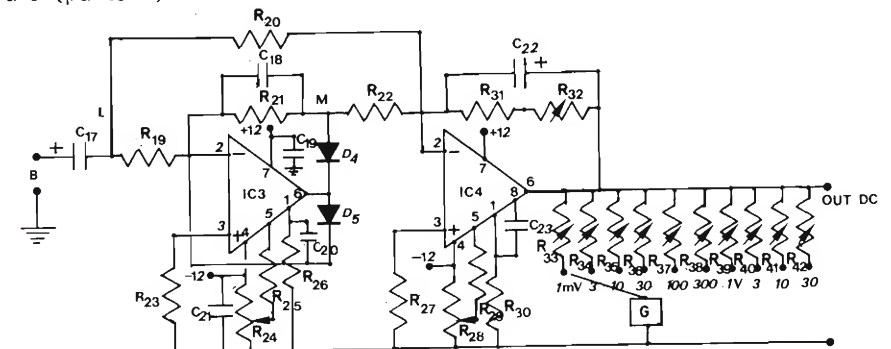 R20
C18
C22 +
L
R21
M
R22
R31
R32
+12
+12
+ C17
R19
C19
D4
2 −
7
2 −
7
B
IC3
6
IC4
6
OUT DC
5
1
D5
5
1
8
3 +
4
C20
3 +
4
C23
−12
R26
−12
R33 R34 R35 R36 R37 R38 R39 R40 R41 R42
R23
R25
R27
R29
R30
1mV 3 10 30 100 300 1V 3 10 30
C21
R24
R28
G